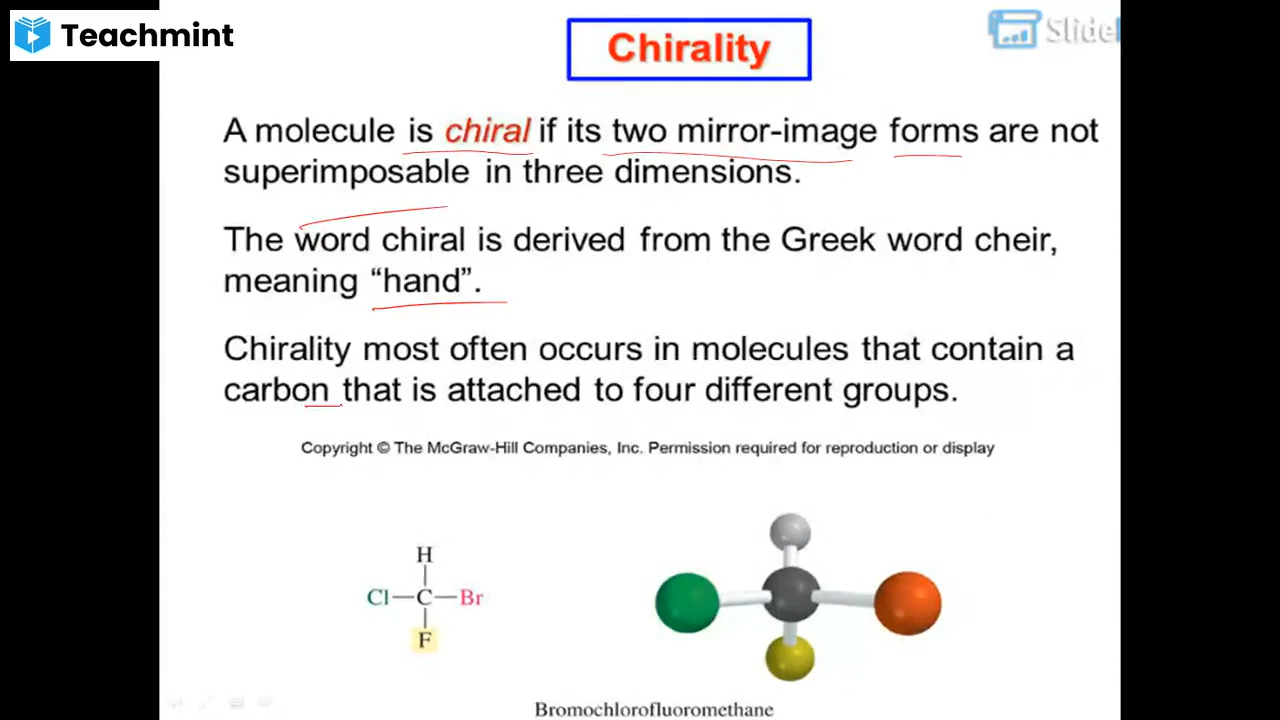 Teachmint
Chirality
Slide
A molecule is chiral if its two mirror-image forms are not
superimposable in three dimensions.
The word chiral is derived from the Greek word cheir,
meaning “hand”.
Chirality most often occurs in molecules that contain a
carbon that is attached to four different groups.
Copyright © The McGraw-Hill Companies, Inc. Permission required for reproduction or display
H
Cl—C—Br
F
Bromochlorofluoromethane